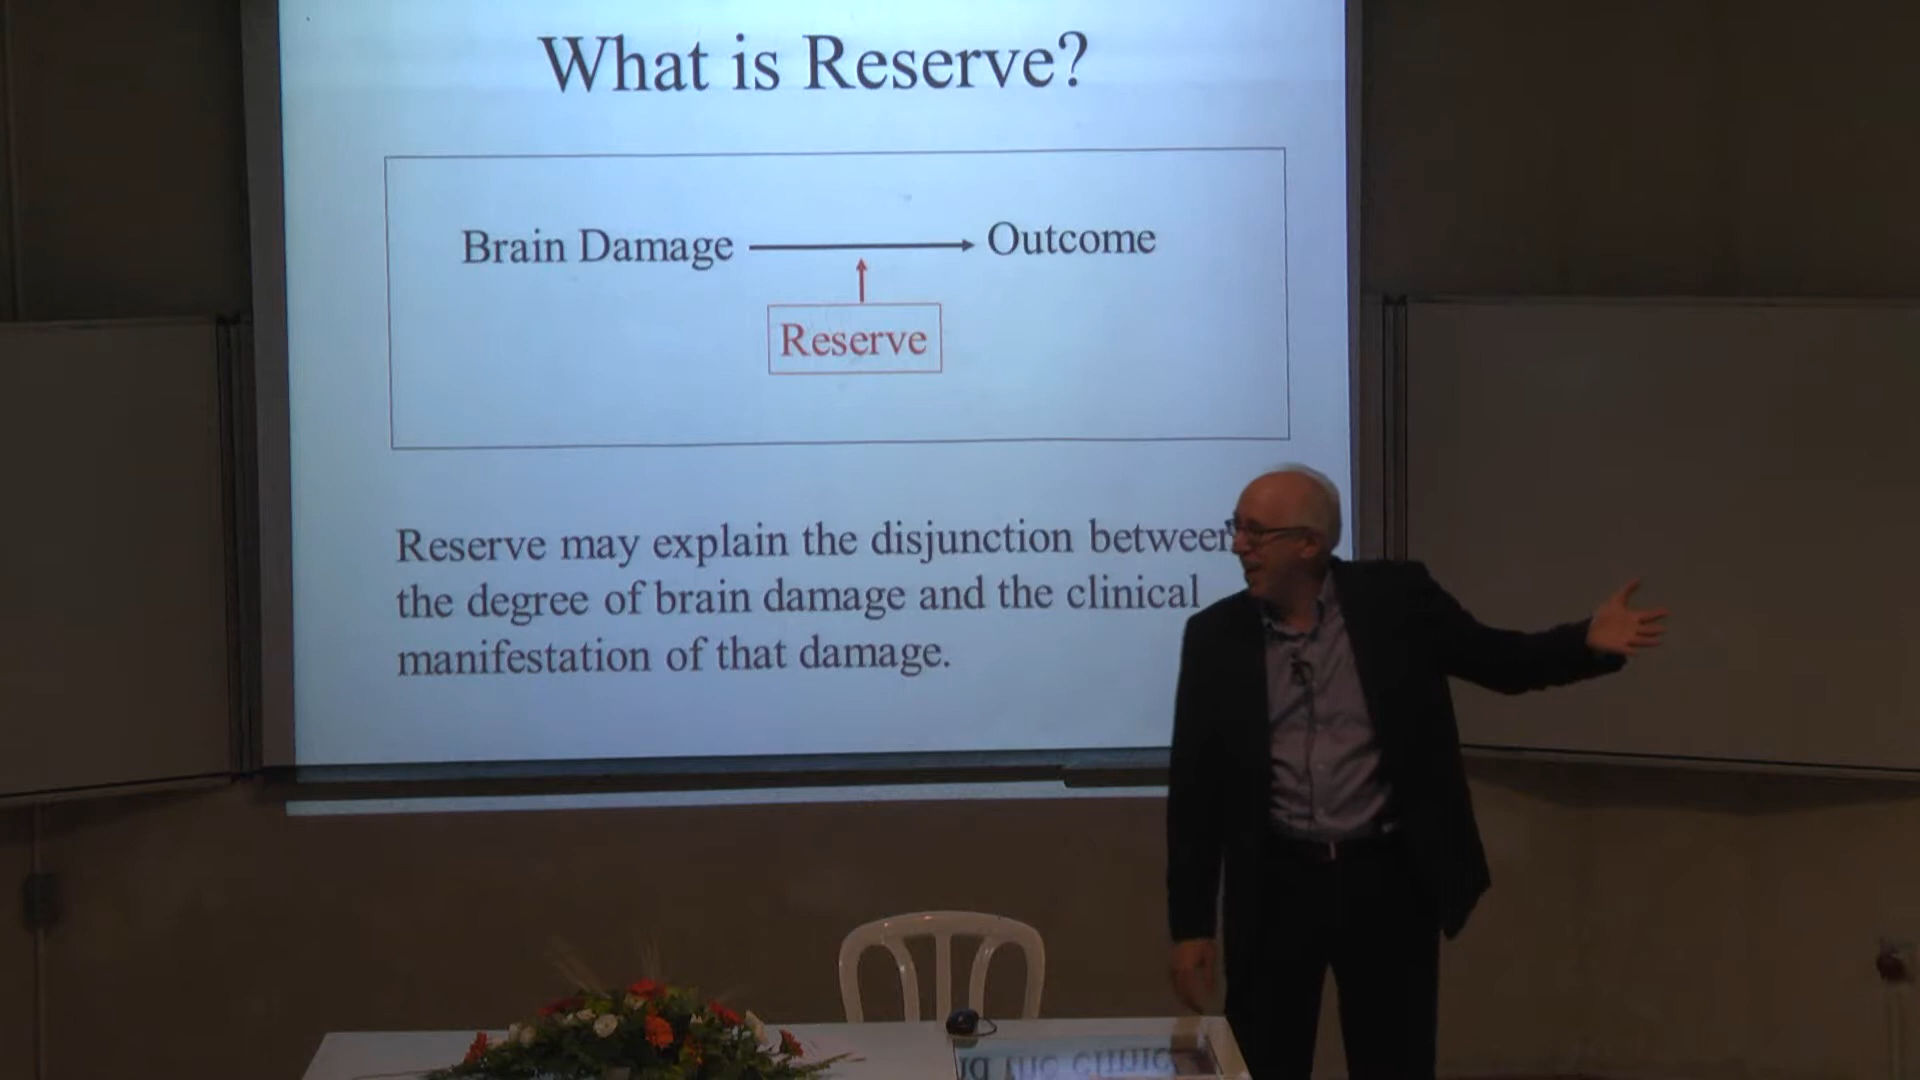 What is Reserve?
Brain Damage Outcome
Reserve
Reserve may explain the disjunction between
the degree of brain damage and the clinical
manifestation of that damage.